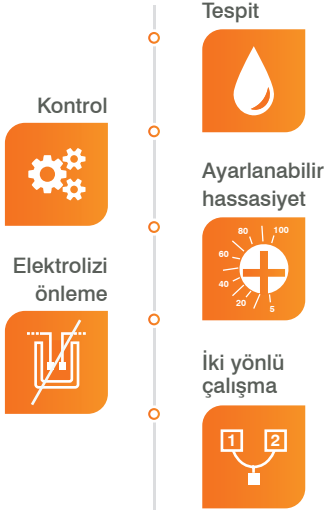 Tespit
Kontrol
Ayarlanabilir
hassasiyet
80
100
60
40
20
5
Elektrolizi
önleme
İki yönlü
çalışma
1
2